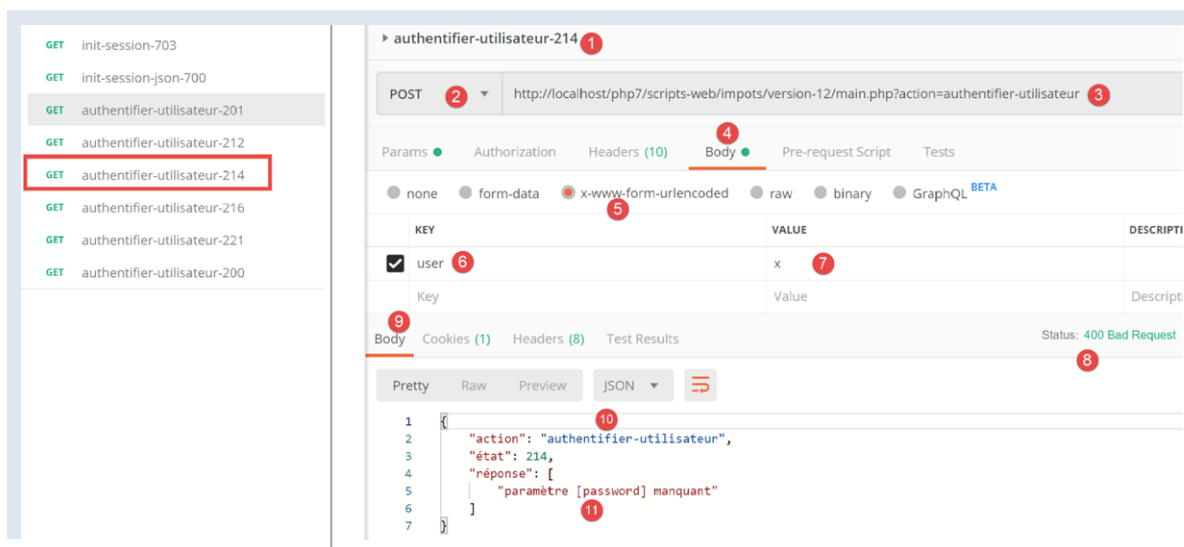 GET init-session-703
GET init-session-json-700
GET authentifier-utilisateur-201
GET authentifier-utilisateur-212
GET authentifier-utilisateur-214
GET authentifier-utilisateur-216
GET authentifier-utilisateur-221
GET authentifier-utilisateur-200
authentifier-utilisateur-214 1
POST 2 http://localhost/php7/scripts-web/impots/version-12/main.php?action=authentifier-utilisateur 3
4
Params Authorization Headers (10) Body Pre-request Script Tests
none form-data x-www-form-urlencoded raw binary GraphQL BETA
5
KEY VALUE DESCRIPTI
user 6 x 7
Key Value Descripti
9
Body Cookies (1) Headers (8) Test Results Status: 400 Bad Request
8
Pretty Raw Preview JSON
10
1 {
2 "action": "authentifier-utilisateur",
3 "état": 214,
4 "réponse": [
5 "paramètre [password] manquant"
6 ]
11
7 }